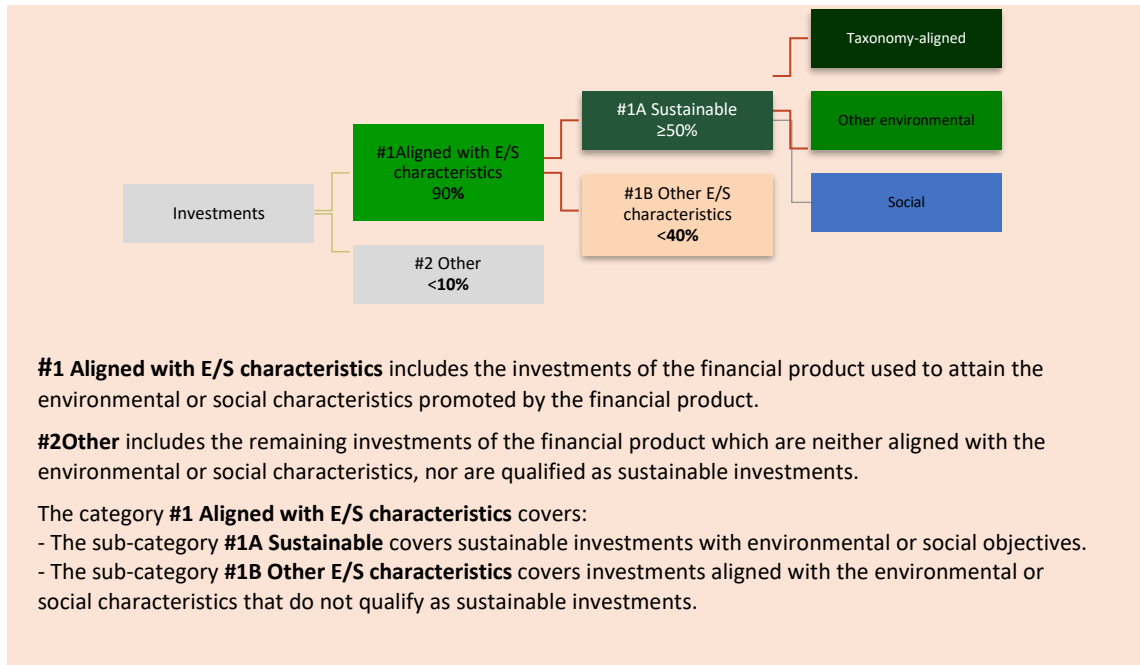 Taxonomy-aligned
#1A Sustainable
≥50%
Other environmental
#1Aligned with E/S
characteristics
90%
#1B Other E/S
characteristics
<40%
Social
Investments
#2 Other
<10%
#1 Aligned with E/S characteristics includes the investments of the financial product used to attain the
environmental or social characteristics promoted by the financial product.
#2Other includes the remaining investments of the financial product which are neither aligned with the
environmental or social characteristics, nor are qualified as sustainable investments.
The category #1 Aligned with E/S characteristics covers:
- The sub-category #1A Sustainable covers sustainable investments with environmental or social objectives.
- The sub-category #1B Other E/S characteristics covers investments aligned with the environmental or
social characteristics that do not qualify as sustainable investments.